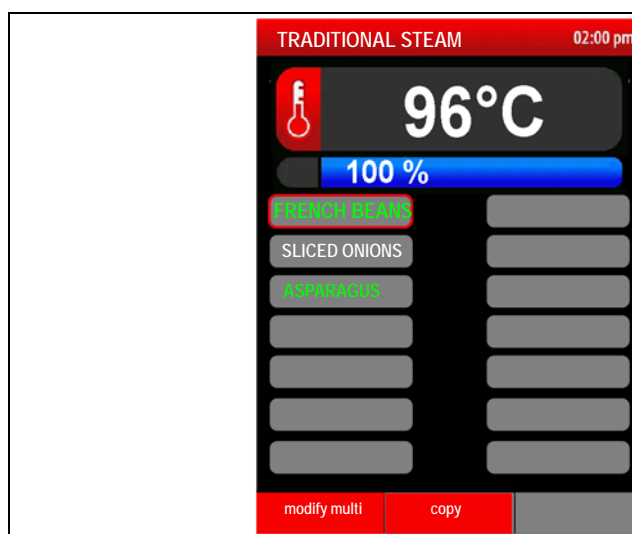 TRADITIONAL STEAM 02:00 pm
96°C
100 %
FRENCH BEANS
SLICED ONIONS
ASPARAGUS
modify multi copy